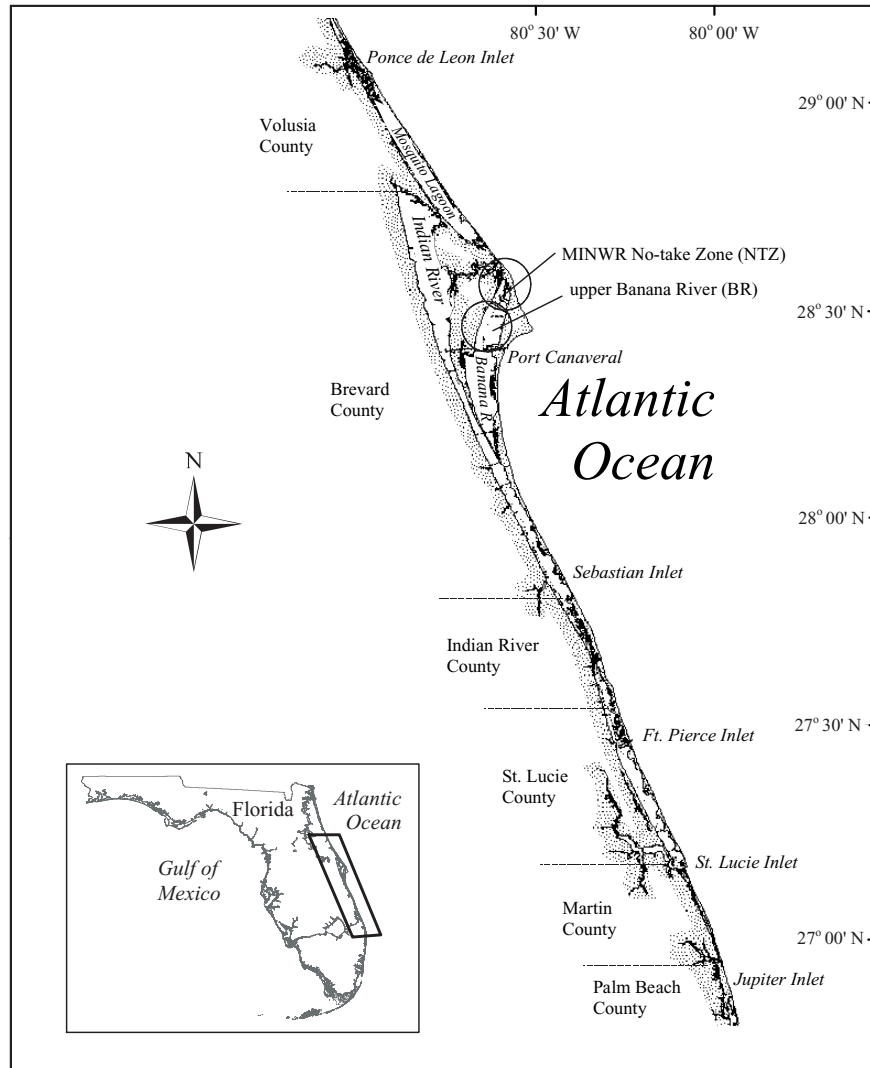 80° 30' W
80° 00' W
Ponce de Leon Inlet
29° 00' N
Volusia
County
Mosquito Lagoon
Indian River
MINWR No-take Zone (NTZ)
upper Banana River (BR)
28° 30' N
Port Canaveral
Banana R
Brevard
County
Atlantic
Ocean
N
28° 00' N
Sebastian Inlet
Indian River
County
27° 30' N
Ft. Pierce Inlet
St. Lucie
County
St. Lucie Inlet
Martin
County
27° 00' N
Jupiter Inlet
Palm Beach
County
Florida
Atlantic
Ocean
Gulf of
Mexico